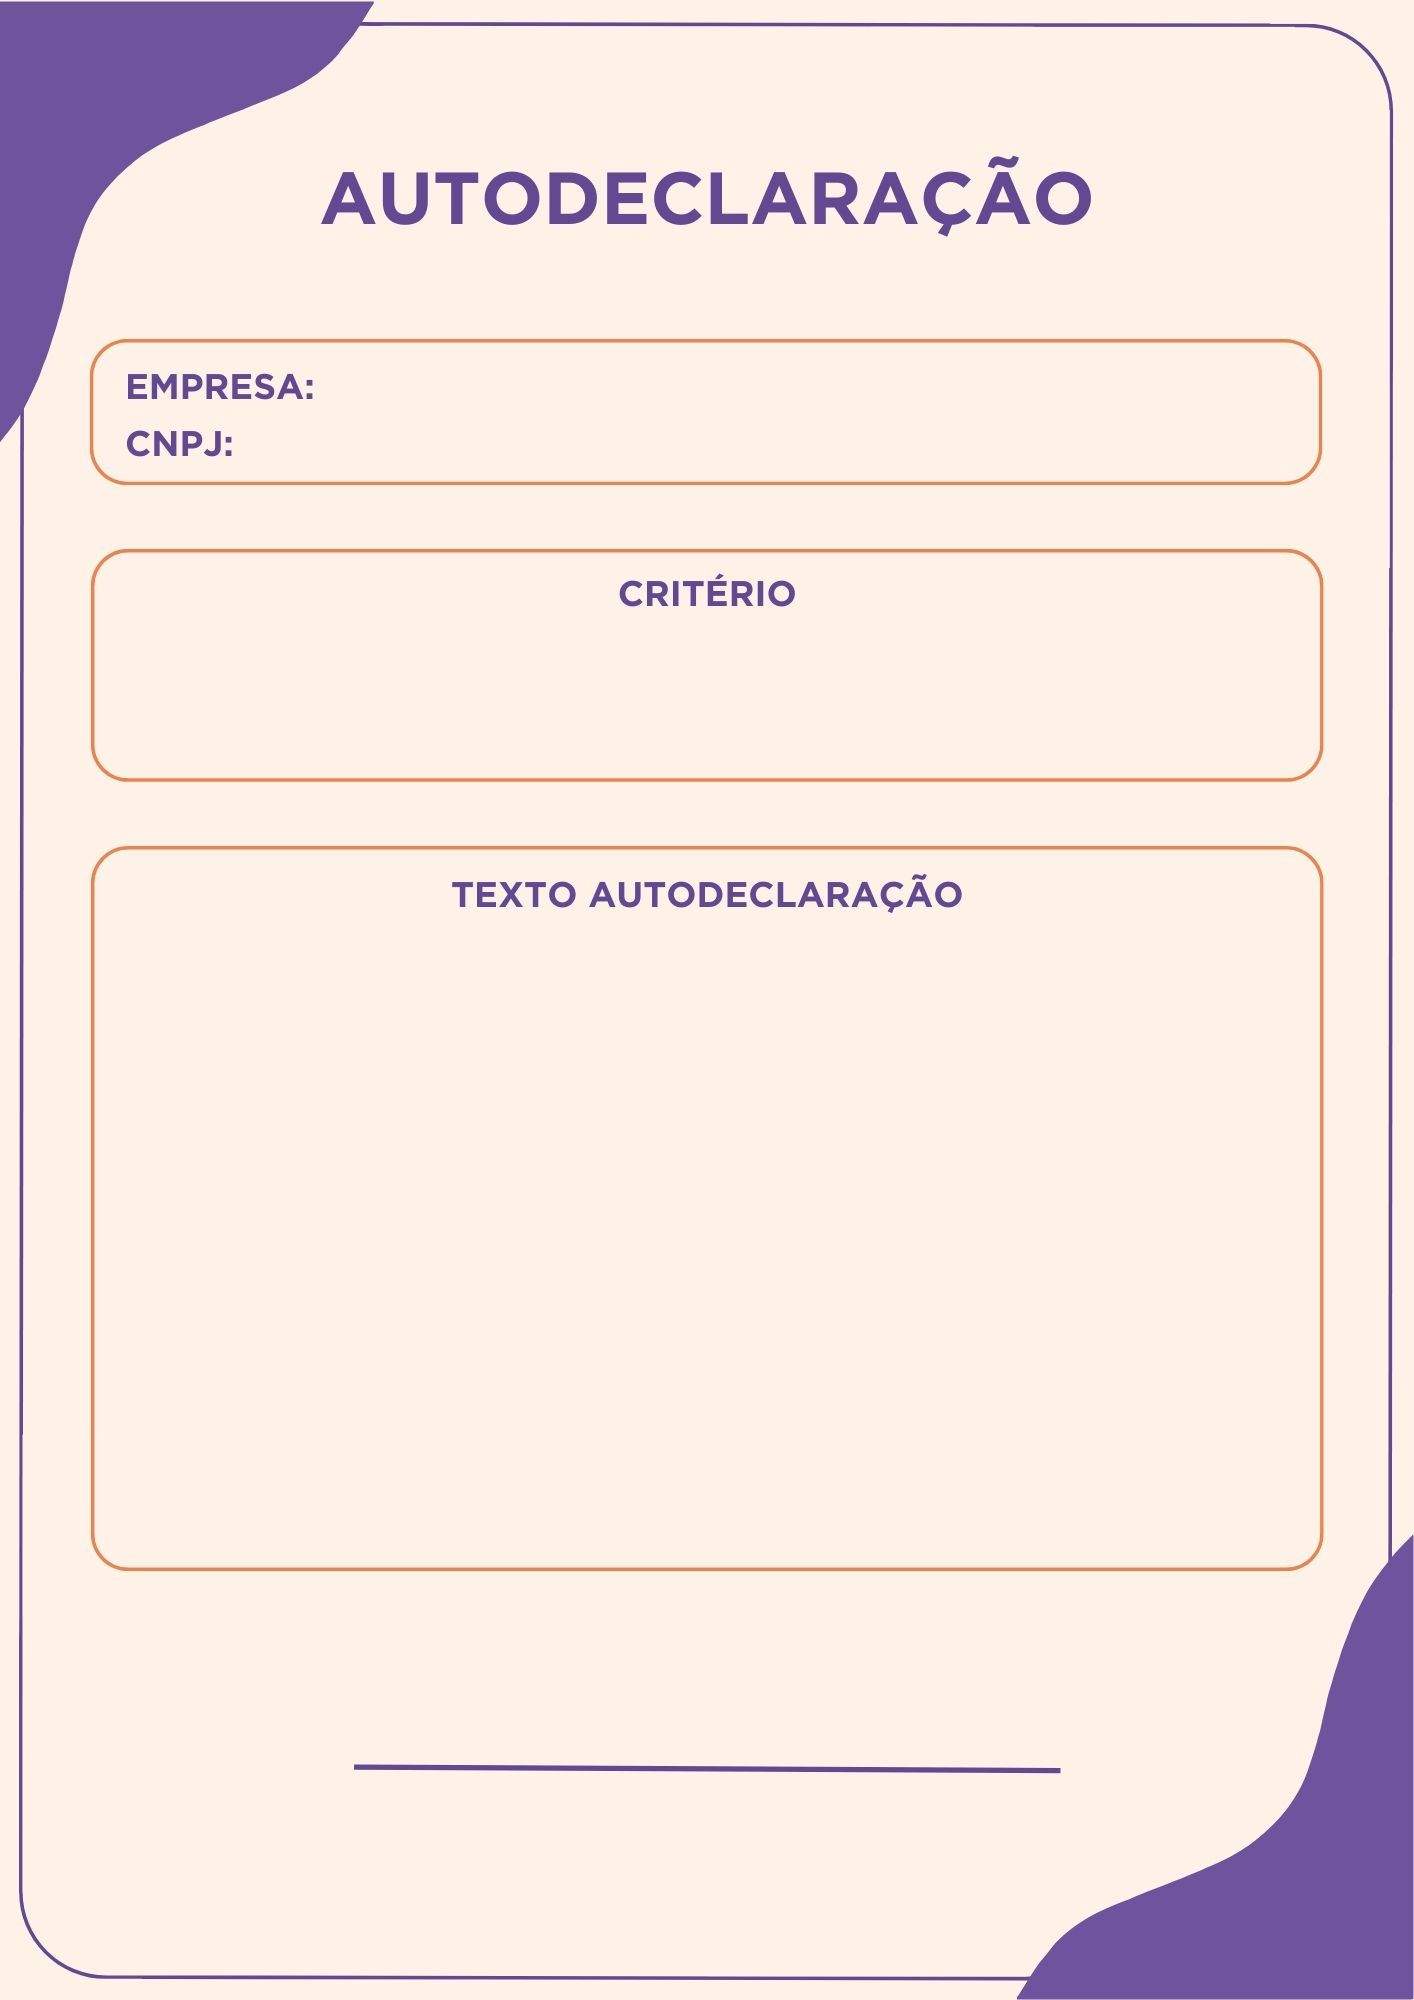 AUTODECLARAÇÃO
EMPRESA:
CNPJ:
CRITÉRIO
TEXTO AUTODECLARAÇÃO